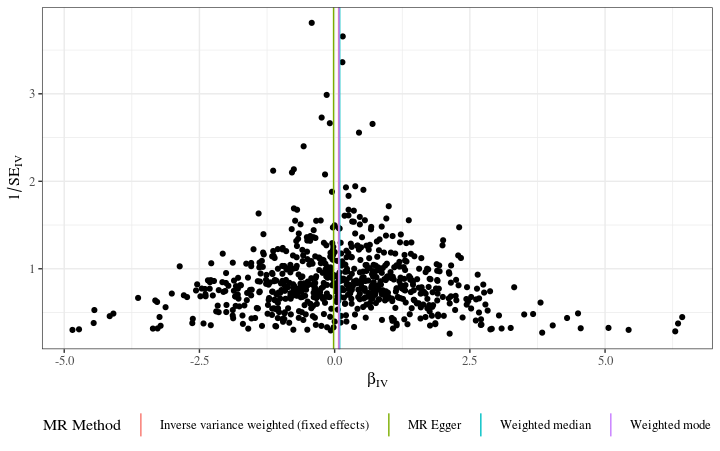 3
2
1
1/SE_IV
-5.0 -2.5 0.0 2.5 5.0
β_IV
MR Method Inverse variance weighted (fixed effects) MR Egger Weighted median Weighted mode